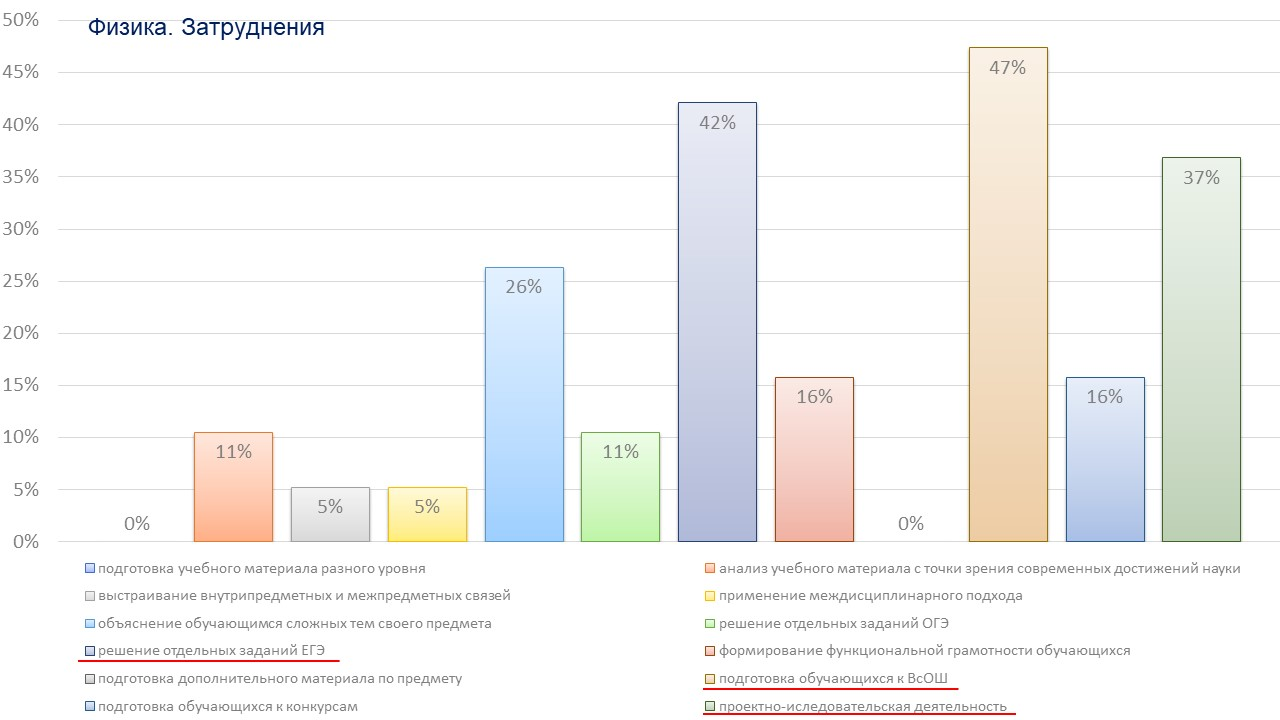 Физика. Затруднения
50%
45%
40%
35%
30%
25%
20%
15%
10%
5%
0%
0%
11%
5%
5%
26%
11%
42%
16%
0%
47%
16%
37%
подготовка учебного материала разного уровня
анализ учебного материала с точки зрения современных достижений науки
выстраивание внутрипредметных и межпредметных связей
применение междисциплинарного подхода
объяснение обучающимся сложных тем своего предмета
решение отдельных заданий ОГЭ
решение отдельных заданий ЕГЭ
формирование функциональной грамотности обучающихся
подготовка дополнительного материала по предмету
подготовка обучающихся к ВсОШ
подготовка обучающихся к конкурсам
проектно-иследовательская деятельность